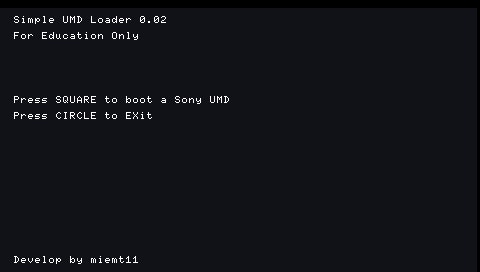 Simple UMD Loader 0.02
For Education Only
Press SQUARE to boot a Sony UMD
Press CIRCLE to EXit
Develop by miemt11